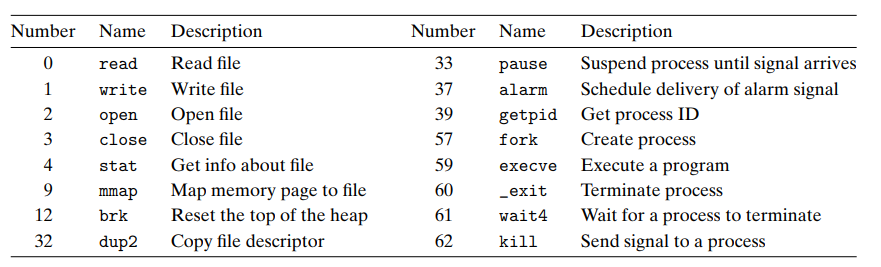 Number Name Description Number Name Description
0 read Read file 33 pause Suspend process until signal arrives
1 write Write file 37 alarm Schedule delivery of alarm signal
2 open Open file 39 getpid Get process ID
3 close Close file 57 fork Create process
4 stat Get info about file 59 execve Execute a program
9 mmap Map memory page to file 60 _exit Terminate process
12 brk Reset the top of the heap 61 wait4 Wait for a process to terminate
32 dup2 Copy file descriptor 62 kill Send signal to a process